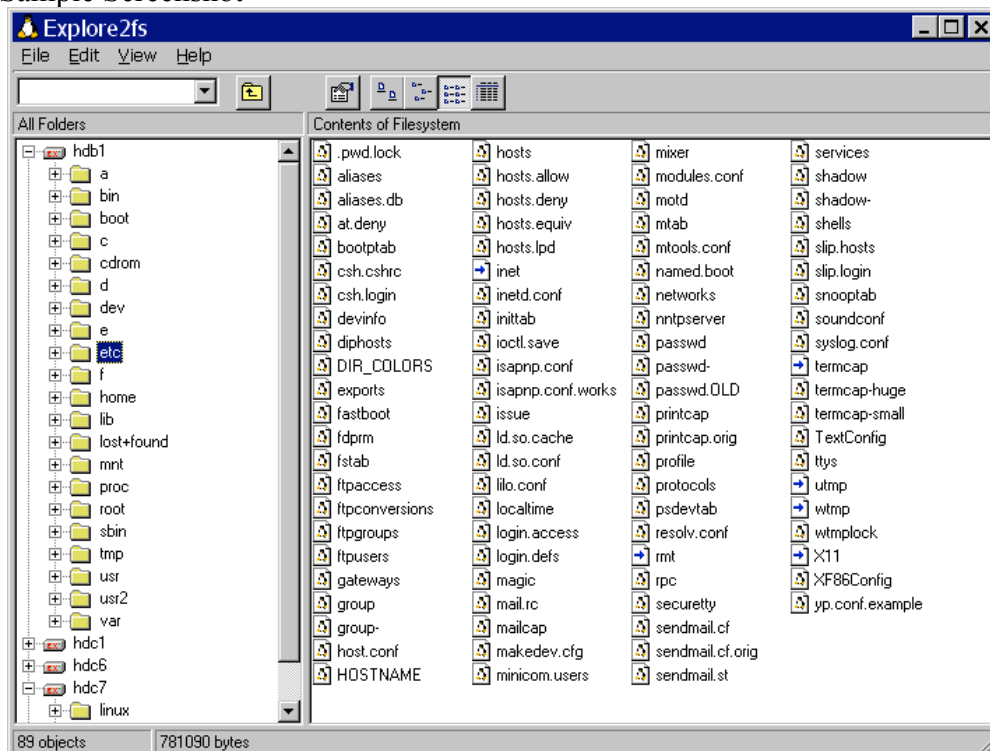 Sample Screenshot
Explore2fs
File Edit View Help
All Folders
Contents of Filesystem
hdb1
a
bin
boot
c
cdrom
d
dev
e
etc
f
home
lib
lost+found
mnt
proc
root
sbin
tmp
usr
usr2
var
hdc1
hdc6
hdc7
linux
.pwd.lock
aliases
aliases.db
at.deny
bootptab
csh.cshrc
csh.login
devinfo
diphosts
DIR_COLORS
exports
fastboot
fdprm
fstab
ftpaccess
ftpconversions
ftpgroups
ftpusers
gateways
group
group-
host.conf
HOSTNAME
hosts
hosts.allow
hosts.deny
hosts.equiv
hosts.lpd
inet
inetd.conf
inittab
ioctl.save
isapnp.conf
isapnp.conf.works
issue
ld.so.cache
ld.so.conf
lilo.conf
localtime
login.access
login.defs
magic
mail.rc
mailcap
makedev.cfg
minicom.users
mixer
modules.conf
motd
mtab
mtools.conf
named.boot
networks
nntpserver
passwd
passwd-
passwd.OLD
printcap
printcap.orig
profile
protocols
psdevtab
resolv.conf
rmt
rpc
securetty
sendmail.cf
sendmail.cf.orig
sendmail.st
services
shadow
shadow-
shells
slip.hosts
slip.login
snooptab
soundconf
syslog.conf
termcap
termcap-huge
termcap-small
TextConfig
ttys
utmp
wtmp
wtmplock
X11
XF86Config
yp.conf.example
89 objects
781090 bytes